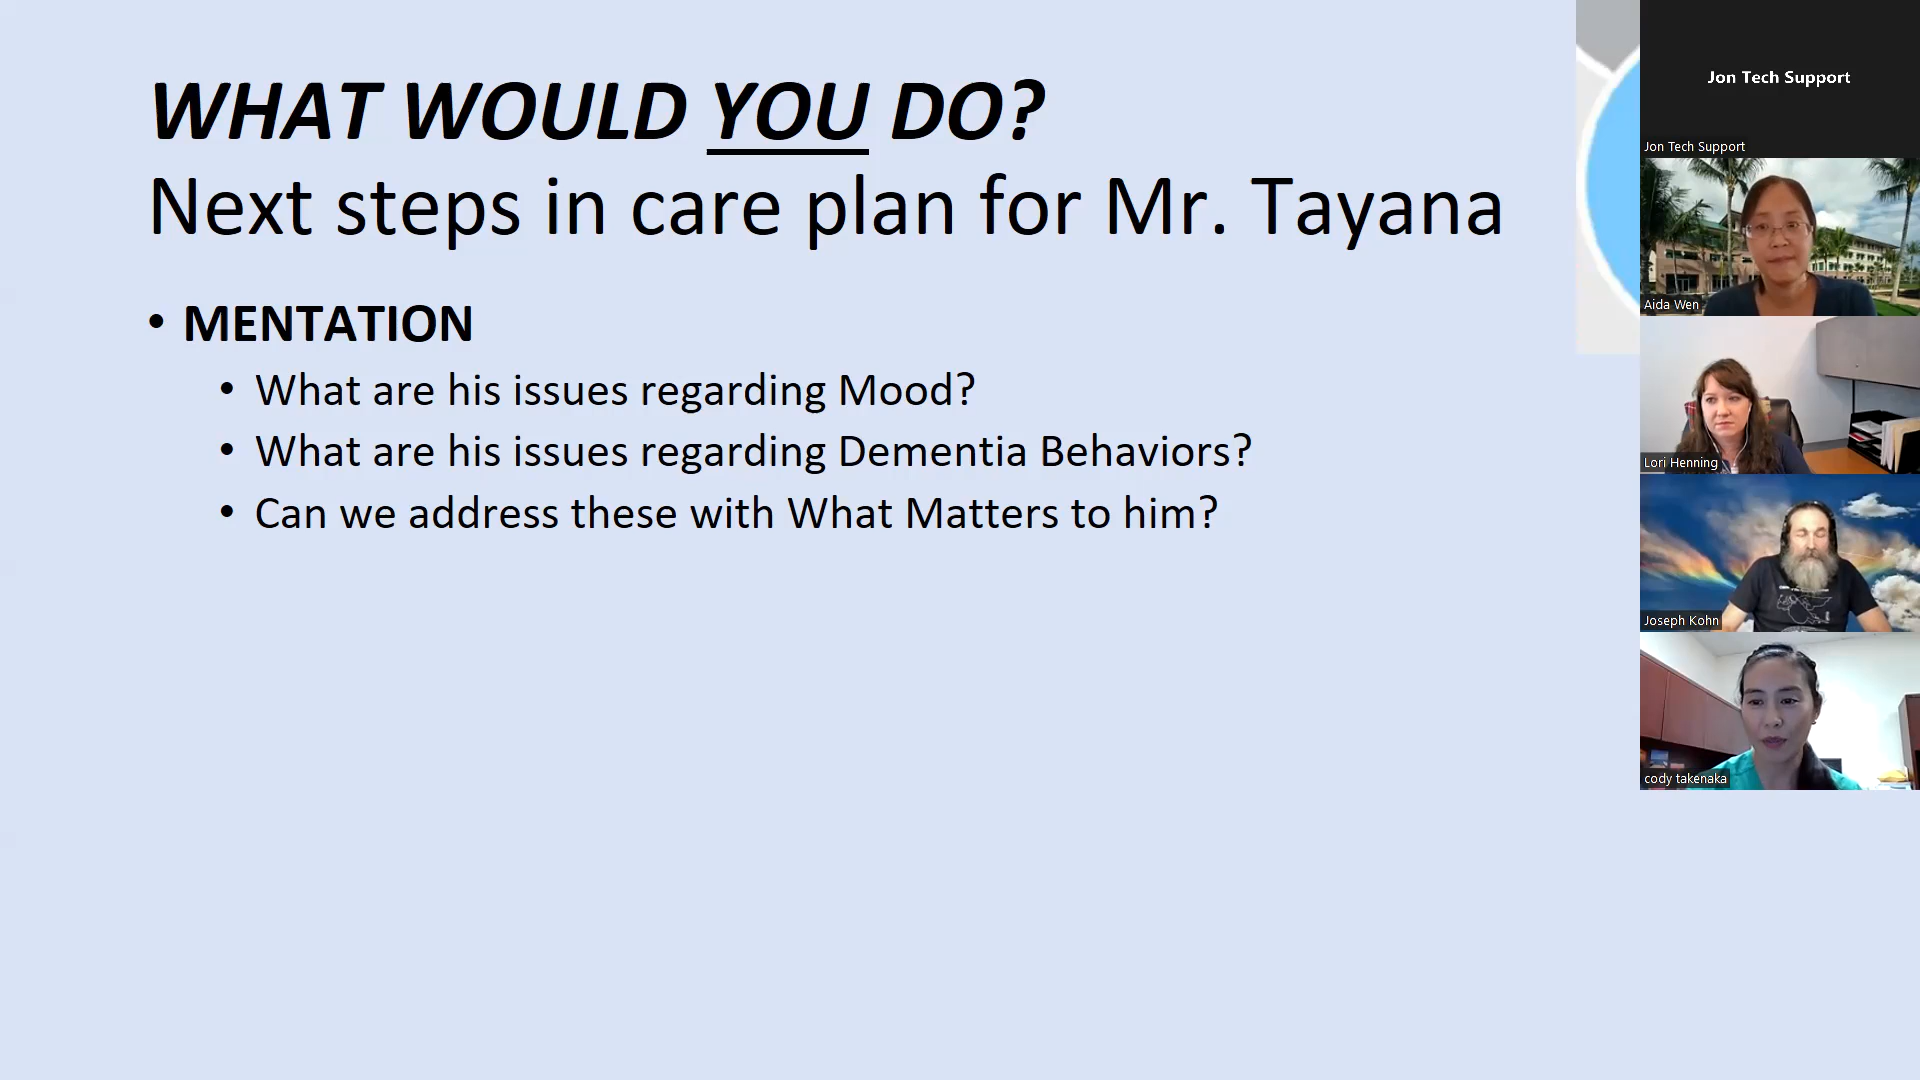 WHAT WOULD YOU DO?
Next steps in care plan for Mr. Tayana
• MENTATION
• What are his issues regarding Mood?
• What are his issues regarding Dementia Behaviors?
• Can we address these with What Matters to him?
Jon Tech Support
Jon Tech Support
Aida Wen
Lori Henning
Joseph Kohn
cody takenaka